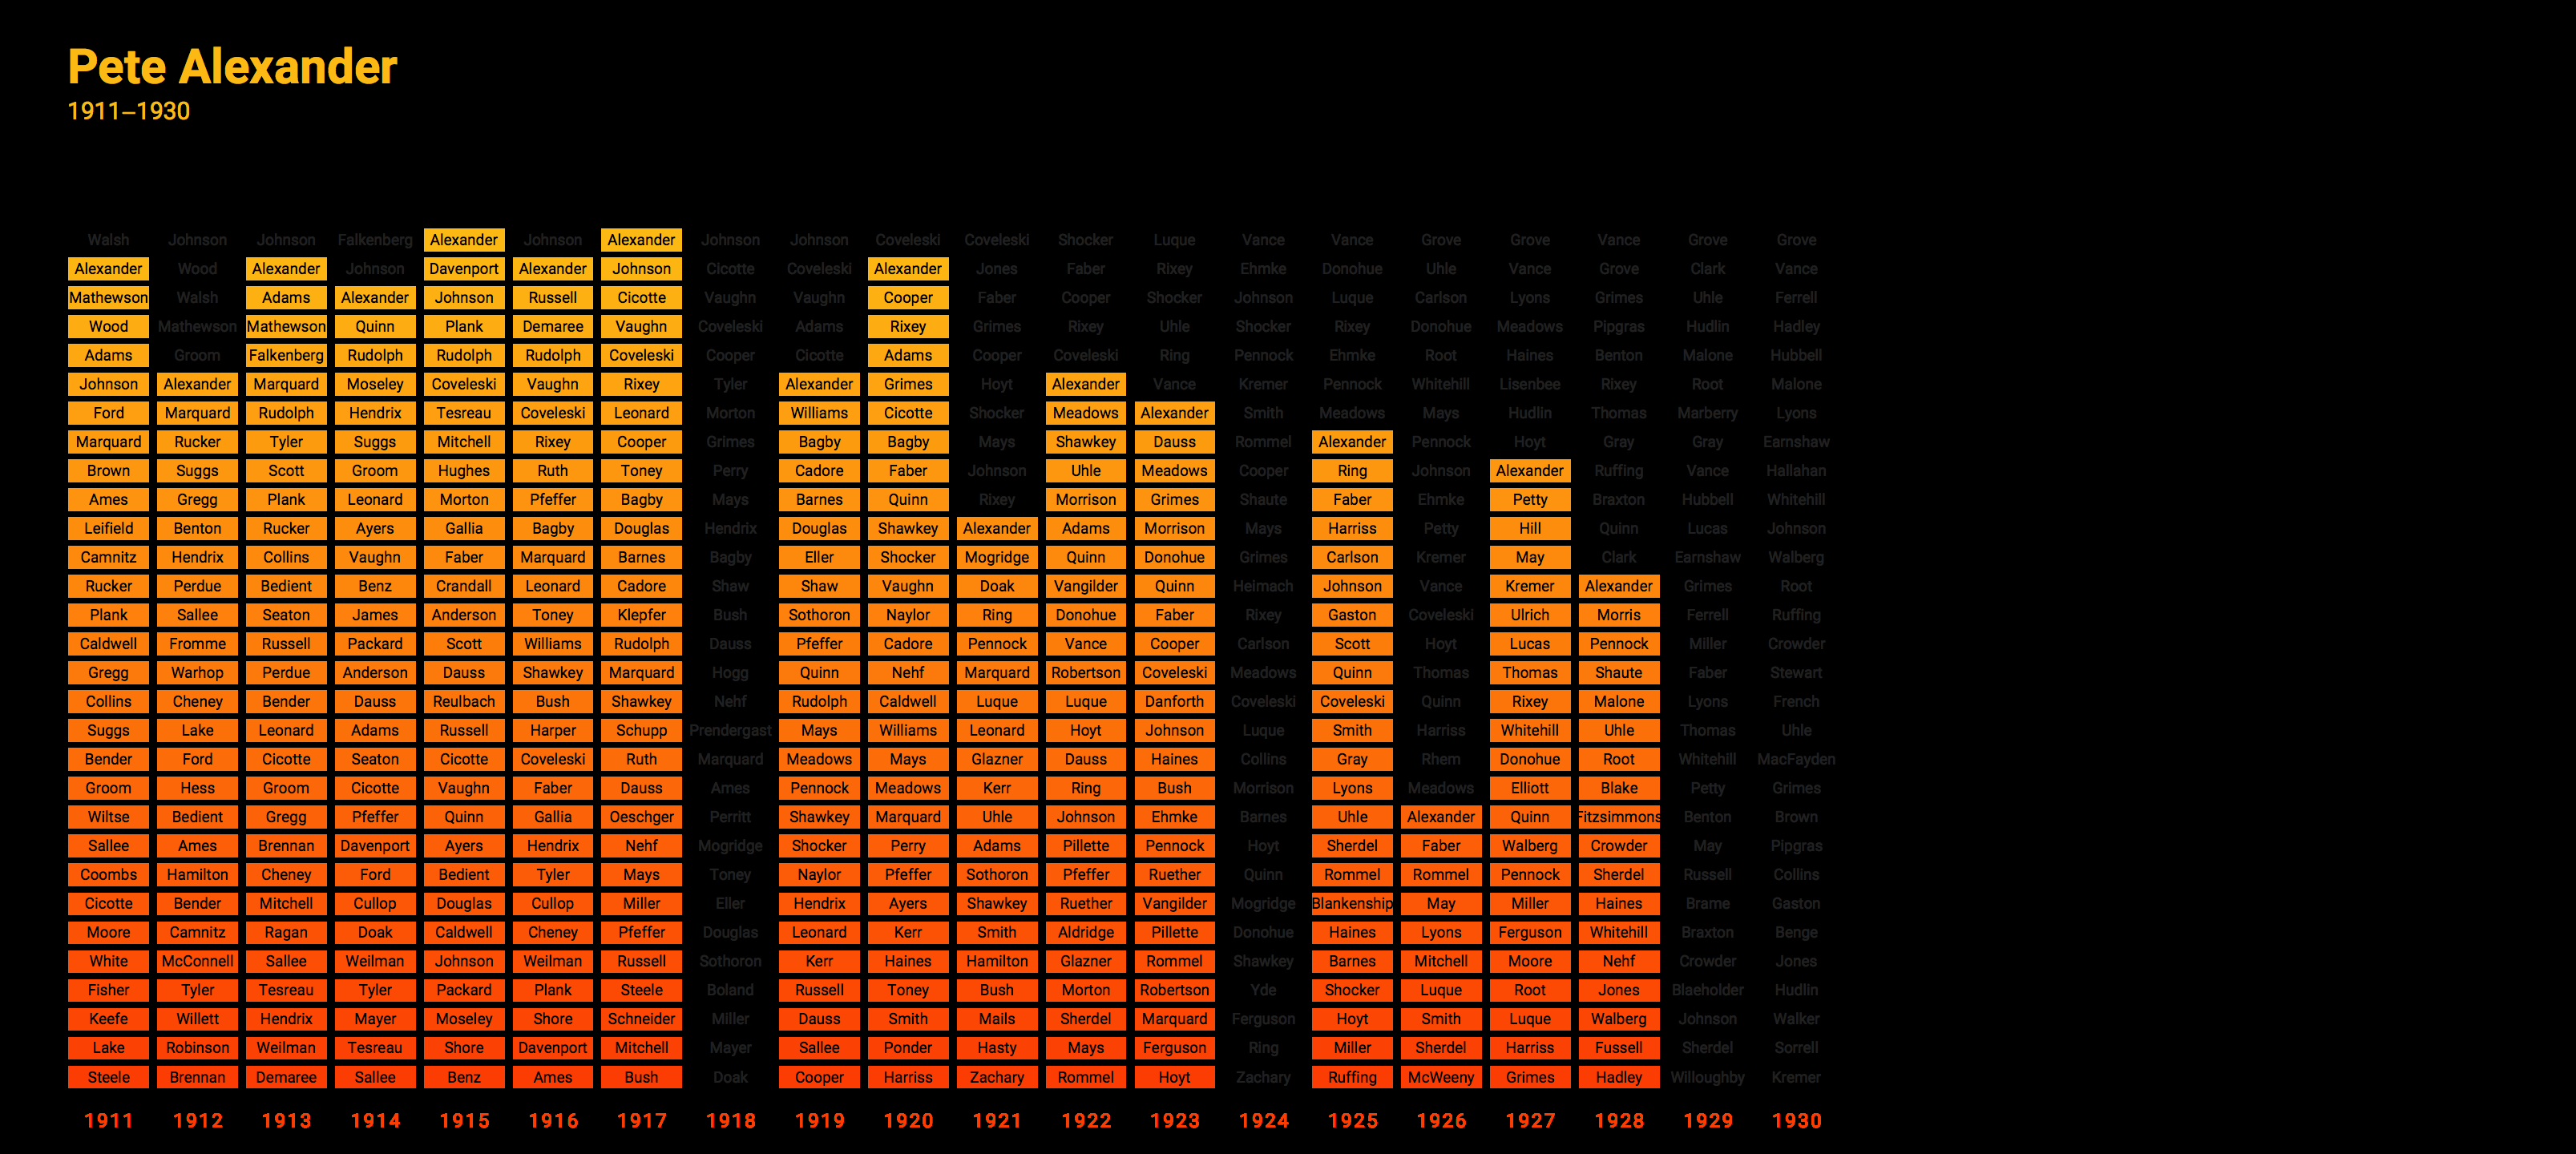 Pete Alexander
1911–1930
Walsh Johnson Johnson Falkenberg Alexander Johnson Alexander Johnson Johnson Coveleski Coveleski Shocker Luque Vance Vance Grove Grove Vance Grove Grove
Alexander Wood Alexander Johnson Davenport Alexander Johnson Cicotte Coveleski Alexander Jones Faber Rixey Ehmke Donohue Uhle Vance Grove Clark Vance
Mathewson Walsh Adams Alexander Johnson Russell Cicotte Vaughn Vaughn Cooper Faber Cooper Shocker Johnson Luque Carlson Lyons Grimes Uhle Ferrell
Wood Mathewson Mathewson Quinn Plank Demaree Vaughn Coveleski Adams Rixey Grimes Rixey Uhle Shocker Rixey Donohue Meadows Pipgras Hudlin Hadley
Adams Groom Falkenberg Rudolph Rudolph Rudolph Coveleski Cooper Cicotte Adams Cooper Coveleski Ring Pennock Ehmke Root Haines Benton Malone Hubbell
Johnson Alexander Marquard Moseley Coveleski Vaughn Rixey Tyler Alexander Grimes Hoyt Alexander Vance Kremer Pennock Whitehill Lisenbee Rixey Root Malone
Ford Marquard Rudolph Hendrix Tesreau Coveleski Leonard Morton Williams Cicotte Shocker Meadows Alexander Smith Meadows Mays Hudlin Thomas Marberry Lyons
Marquard Rucker Tyler Suggs Mitchell Rixey Cooper Grimes Bagby Bagby Mays Shawkey Dauss Rommel Alexander Pennock Hoyt Gray Gray Earnshaw
Brown Suggs Scott Groom Hughes Ruth Toney Perry Cadore Faber Johnson Uhle Meadows Cooper Ring Johnson Alexander Ruffing Vance Hallahan
Ames Gregg Plank Leonard Morton Pfeffer Bagby Mays Barnes Quinn Rixey Morrison Grimes Shaute Faber Ehmke Petty Braxton Hubbell Whitehill
Leifield Benton Rucker Ayers Gallia Bagby Douglas Hendrix Douglas Shawkey Alexander Adams Morrison Mays Harriss Petty Hill Quinn Lucas Johnson
Camnitz Hendrix Collins Vaughn Faber Marquard Barnes Bagby Eller Shocker Mogridge Quinn Donohue Grimes Carlson Kremer May Clark Earnshaw Walberg
Rucker Perdue Bedient Benz Crandall Leonard Cadore Shaw Shaw Vaughn Doak Vangilder Quinn Heimach Johnson Vance Kremer Alexander Grimes Root
Plank Sallee Seaton James Anderson Toney Klepfer Bush Sothoron Naylor Ring Donohue Faber Rixey Gaston Coveleski Ulrich Morris Ferrell Ruffing
Caldwell Fromme Russell Packard Scott Williams Rudolph Dauss Pfeffer Cadore Pennock Vance Cooper Carlson Scott Hoyt Lucas Pennock Miller Crowder
Gregg Warhop Perdue Anderson Dauss Shawkey Marquard Hogg Quinn Nehf Marquard Robertson Coveleski Meadows Quinn Thomas Thomas Shaute Faber Stewart
Collins Cheney Bender Dauss Reulbach Bush Shawkey Nehf Rudolph Caldwell Luque Luque Danforth Coveleski Coveleski Quinn Rixey Malone Lyons French
Suggs Lake Leonard Adams Russell Harper Schupp Prendergast Mays Williams Leonard Hoyt Johnson Luque Smith Harriss Whitehill Uhle Thomas Uhle
Bender Ford Cicotte Seaton Cicotte Coveleski Ruth Marquard Meadows Mays Glazner Dauss Haines Collins Gray Rhem Donohue Root Whitehill MacFayden
Groom Hess Groom Cicotte Vaughn Faber Dauss Ames Pennock Meadows Kerr Ring Bush Morrison Lyons Meadows Elliott Blake Petty Grimes
Wiltse Bedient Gregg Pfeffer Quinn Gallia Oeschger Perritt Shawkey Marquard Uhle Johnson Ehmke Barnes Uhle Alexander Quinn Fitzsimmons Benton Brown
Sallee Ames Brennan Davenport Ayers Hendrix Nehf Mogridge Shocker Perry Adams Pillette Pennock Hoyt Sherdel Faber Walberg Crowder May Pipgras
Coombs Hamilton Cheney Ford Bedient Tyler Mays Toney Naylor Pfeffer Sothoron Pfeffer Ruether Quinn Rommel Rommel Pennock Sherdel Russell Collins
Cicotte Bender Mitchell Cullop Douglas Cullop Miller Eller Hendrix Ayers Shawkey Ruether Vangilder Mogridge Blankenship May Miller Haines Brame Gaston
Moore Camnitz Ragan Doak Caldwell Cheney Pfeffer Douglas Leonard Kerr Smith Aldridge Pillette Donohue Haines Lyons Ferguson Whitehill Braxton Benge
White McConnell Sallee Weilman Johnson Weilman Russell Sothoron Kerr Haines Hamilton Glazner Rommel Shawkey Barnes Mitchell Moore Nehf Crowder Jones
Fisher Tyler Tesreau Tyler Packard Plank Steele Boland Russell Toney Bush Morton Robertson Yde Shocker Luque Root Jones Blaeholder Hudlin
Keefe Willett Hendrix Mayer Moseley Shore Schneider Miller Dauss Smith Mails Sherdel Marquard Ferguson Hoyt Smith Luque Walberg Johnson Walker
Lake Robinson Weilman Tesreau Shore Davenport Mitchell Mayer Sallee Ponder Hasty Mays Ferguson Ring Miller Sherdel Harriss Fussell Sherdel Sorrell
Steele Brennan Demaree Sallee Benz Ames Bush Doak Cooper Harriss Zachary Rommel Hoyt Zachary Ruffing McWeeny Grimes Hadley Willoughby Kremer
1911 1912 1913 1914 1915 1916 1917 1918 1919 1920 1921 1922 1923 1924 1925 1926 1927 1928 1929 1930